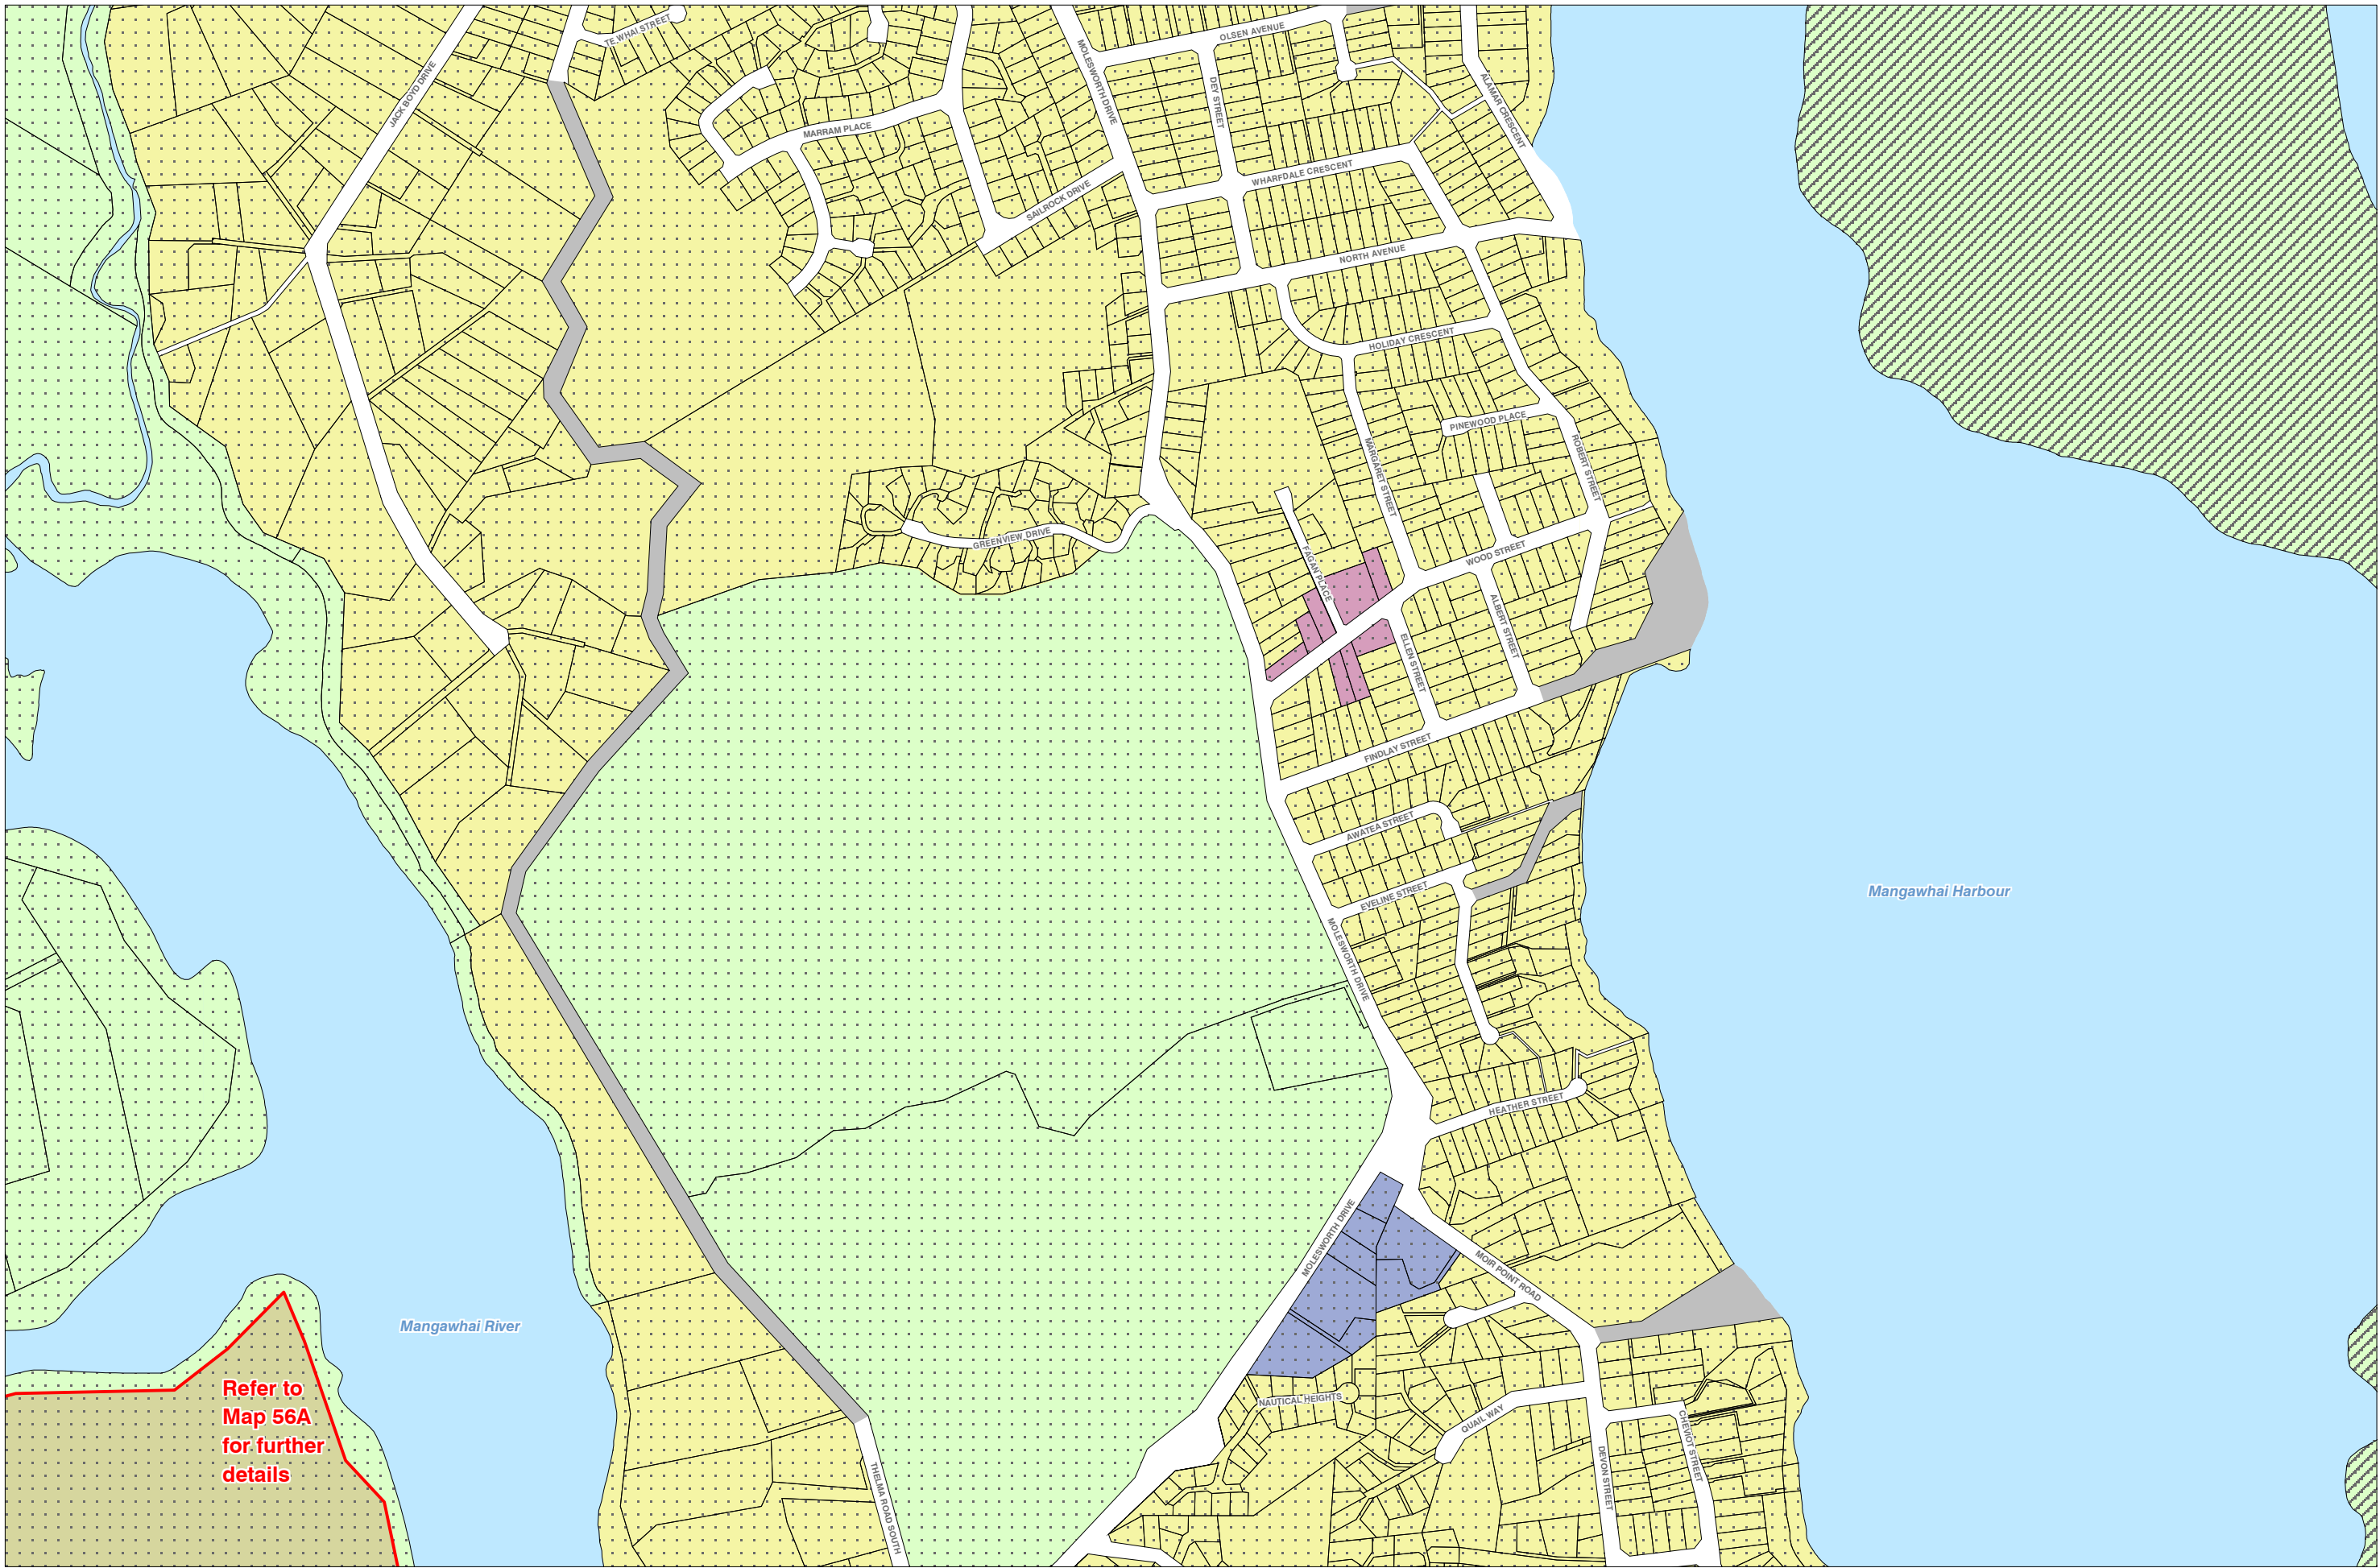 TE WHAI STREET
OLSEN AVENUE
JACK BOYD DRIVE
MOLESWORTH DRIVE
DEY STREET
ALAMAR CRESCENT
MARRAM PLACE
WHARFDALE CRESCENT
SAILROCK DRIVE
NORTH AVENUE
HOLIDAY CRESCENT
PINEWOOD PLACE
MARGARET STREET
ROBERT STREET
GREENVIEW DRIVE
WOOD STREET
FAGAN PLACE
ALBERT STREET
ELLEN STREET
FINDLAY STREET
AWATEA STREET
EVELINE STREET
Mangawhai Harbour
MOLESWORTH DRIVE
HEATHER STREET
MOLESWORTH DRIVE
MOIR POINT ROAD
Mangawhai River
Refer to
Map 56A
for further
details
NAUTICAL HEIGHTS
QUAIL WAY
CHEVIOT STREET
DEVON STREET
THELMA ROAD SOUTH